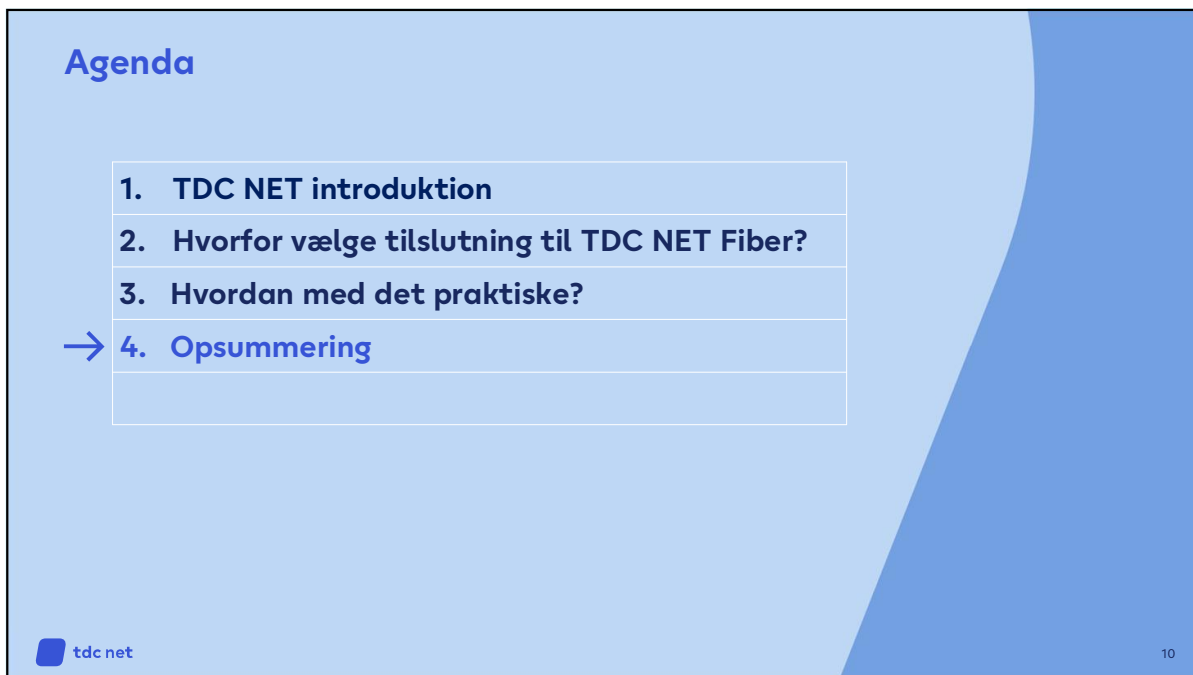 Agenda
1. TDC NET introduktion
2. Hvorfor vælge tilslutning til TDC NET Fiber?
3. Hvordan med det praktiske?
→ 4. Opsummering
tdc net
10